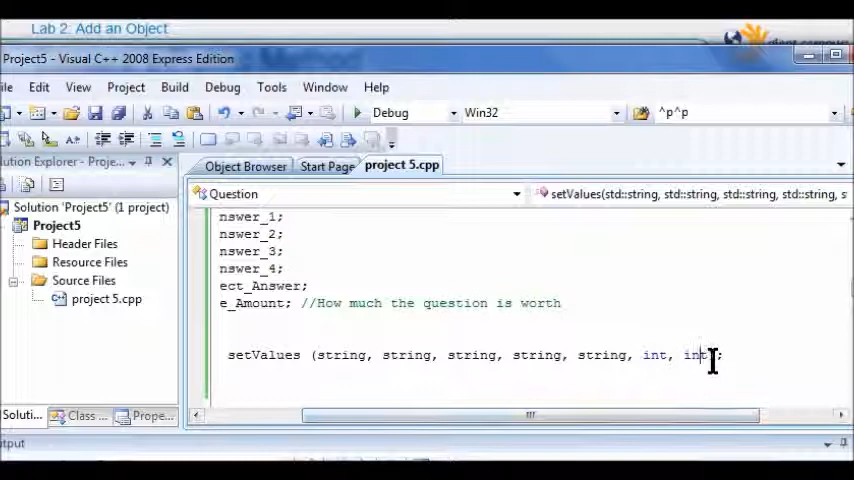 Lab 2: Add an Object
Project5 - Visual C++ 2008 Express Edition
ile Edit View Project Build Debug Tools Window Help
Debug Win32 ^p^p
olution Explorer - Proje...
Object Browser Start Page project 5.cpp
Question setValues(std::string, std::string, std::string, std::string, s
Solution 'Project5' (1 project)
Project5
Header Files
Resource Files
Source Files
project 5.cpp
nswer_1;
nswer_2;
nswer_3;
nswer_4;
ect_Answer;
e_Amount; //How much the question is worth
setValues (string, string, string, string, string, int, int);
Soluti... Class ... Prope...
utput